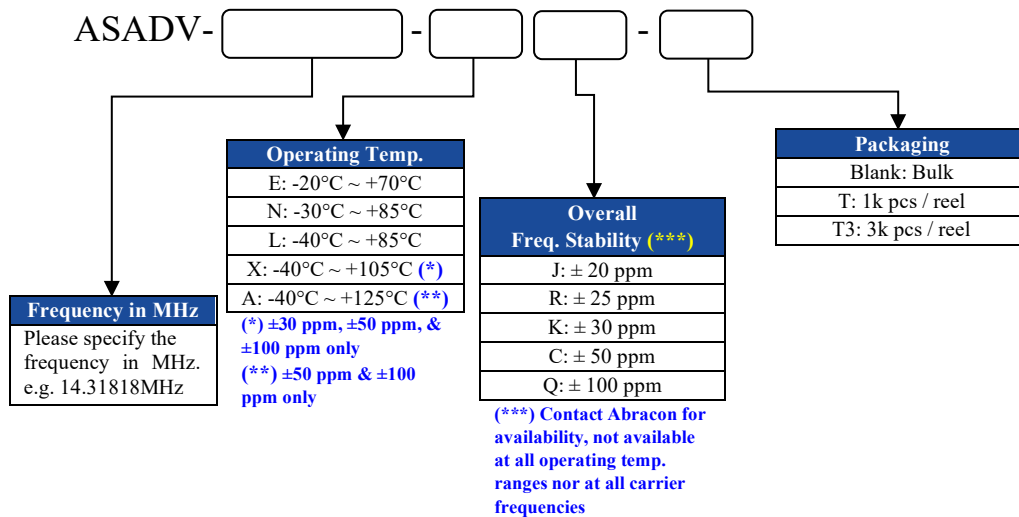 ASADV- - -
Operating Temp.
E: -20°C ~ +70°C
N: -30°C ~ +85°C
L: -40°C ~ +85°C
X: -40°C ~ +105°C (*)
A: -40°C ~ +125°C (**)
(*) ±30 ppm, ±50 ppm, &
±100 ppm only
(**) ±50 ppm & ±100
ppm only
Frequency in MHz
Please specify the
frequency in MHz.
e.g. 14.31818MHz
Overall
Freq. Stability (***)
J: ± 20 ppm
R: ± 25 ppm
K: ± 30 ppm
C: ± 50 ppm
Q: ± 100 ppm
(***) Contact Abracon for
availability, not available
at all operating temp.
ranges nor at all carrier
frequencies
Packaging
Blank: Bulk
T: 1k pcs / reel
T3: 3k pcs / reel